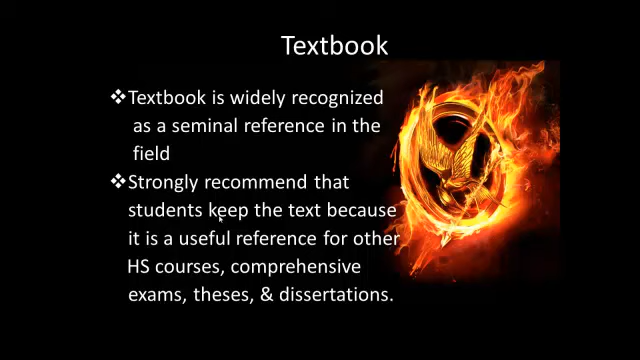 Textbook
❖Textbook is widely recognized
as a seminal reference in the
field
❖Strongly recommend that
students keep the text because
it is a useful reference for other
HS courses, comprehensive
exams, theses, & dissertations.